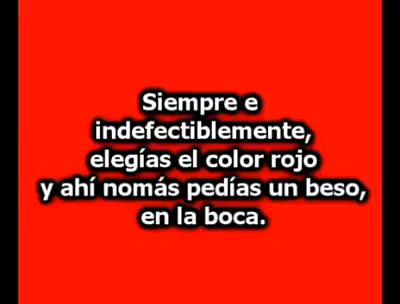 Siempre e
indefectiblemente,
elegías el color rojo
y ahí nomás pedías un beso,
en la boca.